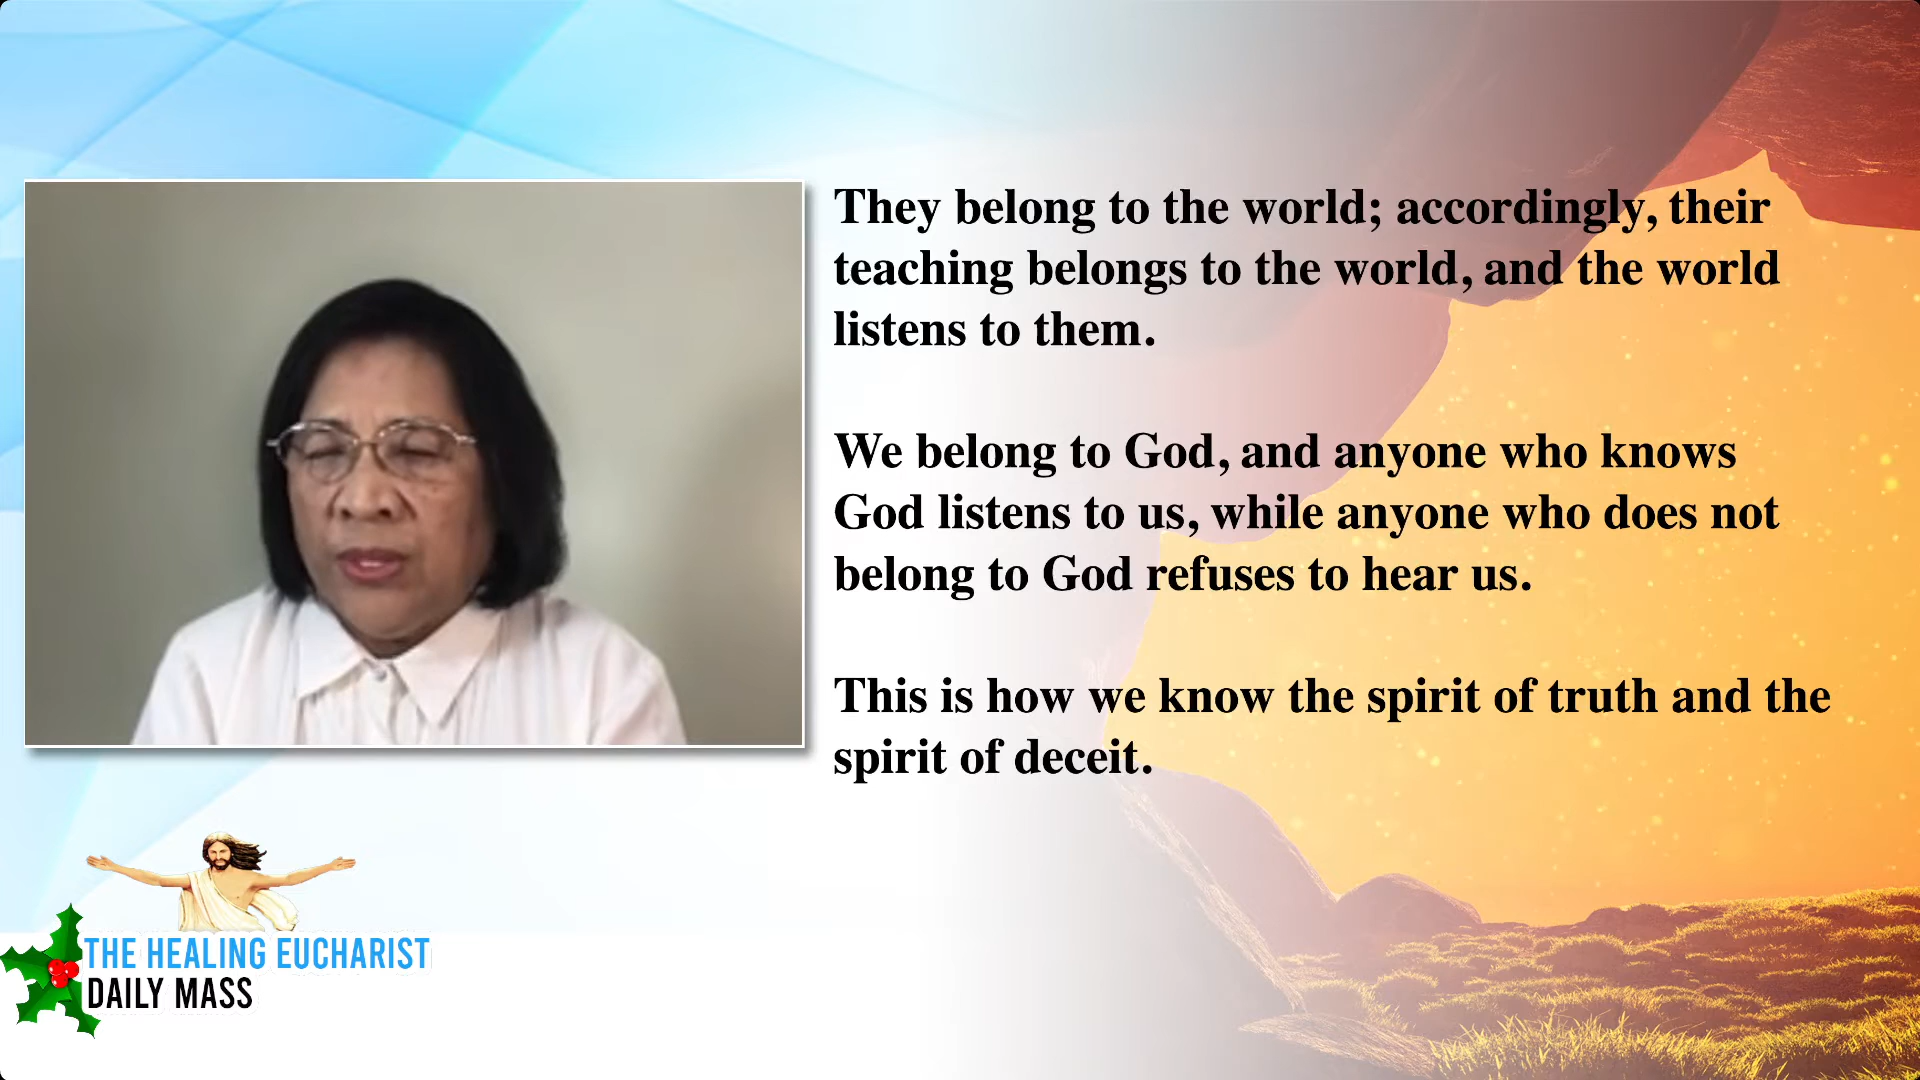 They belong to the world; accordingly, their
teaching belongs to the world, and the world
listens to them.
We belong to God, and anyone who knows
God listens to us, while anyone who does not
belong to God refuses to hear us.
This is how we know the spirit of truth and the
spirit of deceit.
THE HEALING EUCHARIST
DAILY MASS